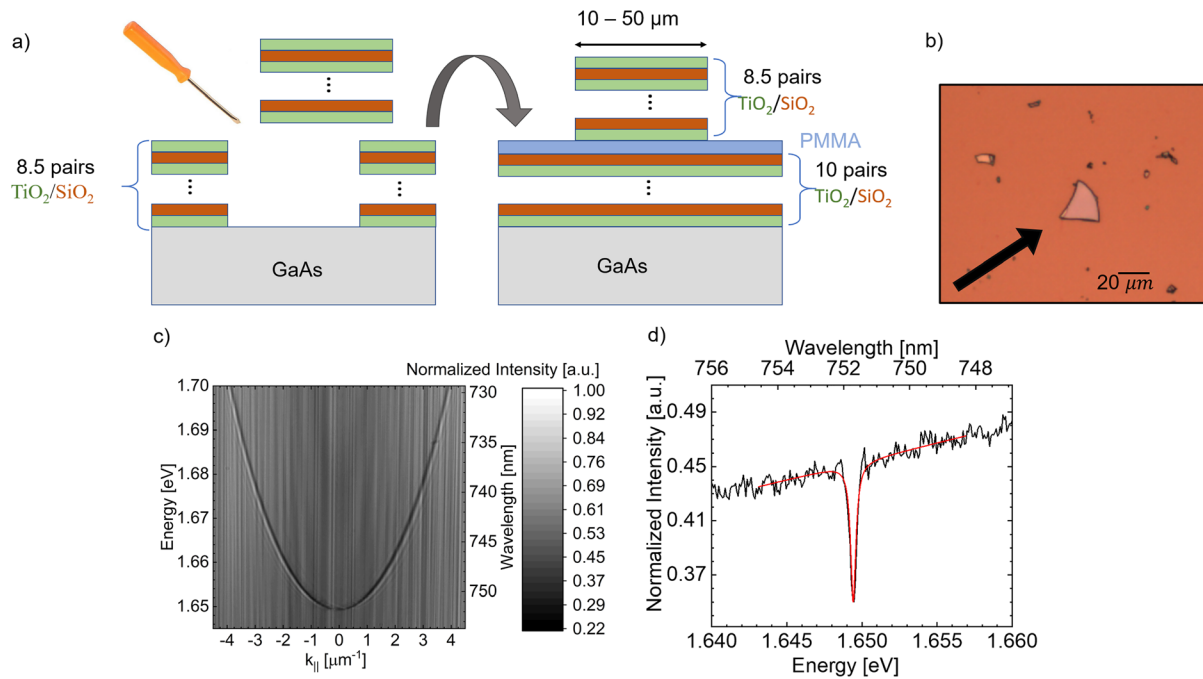 a)
10 – 50 μm
8.5 pairs
TiO₂/SiO₂
PMMA
8.5 pairs
TiO₂/SiO₂
10 pairs
TiO₂/SiO₂
GaAs
GaAs
b)
20 μm
c)
Normalized Intensity [a.u.]
1.70
1.69
1.68
1.67
1.66
1.65
Energy [eV]
-4 -3 -2 -1 0 1 2 3 4
k|| [μm⁻¹]
730
735
741
745
750
Wavelength [nm]
1.00
0.92
0.84
0.76
0.68
0.61
0.53
0.45
0.37
0.29
0.22
d)
Wavelength [nm]
756 754 752 750 748
Normalized Intensity [a.u.]
0.49
0.45
0.41
0.37
1.640 1.645 1.650 1.655 1.660
Energy [eV]